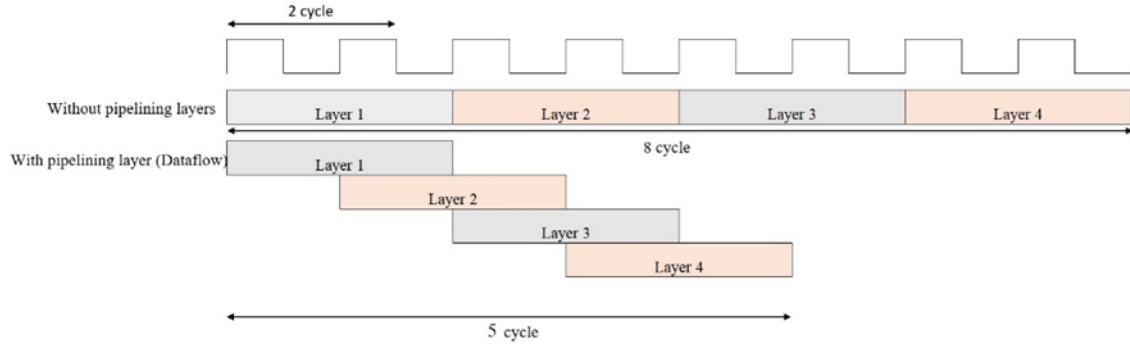 2 cycle
Without pipelining layers
Layer 1
Layer 2
Layer 3
Layer 4
8 cycle
With pipelining layer (Dataflow)
Layer 1
Layer 2
Layer 3
Layer 4
5 cycle